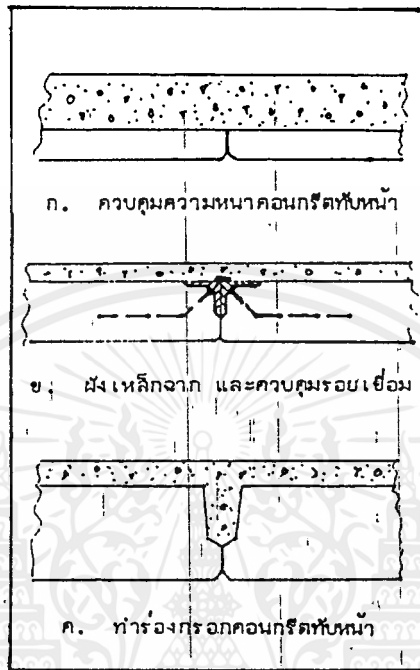 ก. ควบคุมความหนาคอนกรีตทับหน้า
ข. ฝังเหล็กฉาก และควบคุมรอยเชื่อม
ค. ทำร่องกรอกคอนกรีตทับหน้า